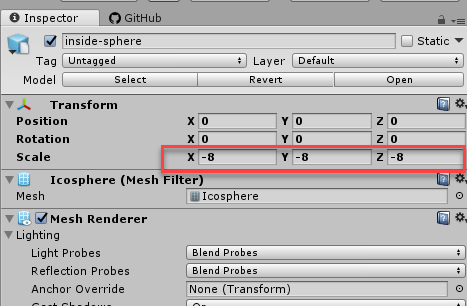 Inspector GitHub
inside-sphere Static
Tag Untagged Layer Default
Model Select Revert Open
Transform
Position X 0 Y 0 Z 0
Rotation X 0 Y 0 Z 0
Scale X -8 Y -8 Z -8
Icosphere (Mesh Filter)
Mesh Icosphere
Mesh Renderer
Lighting
Light Probes Blend Probes
Reflection Probes Blend Probes
Anchor Override None (Transform)
Cast Shadows On